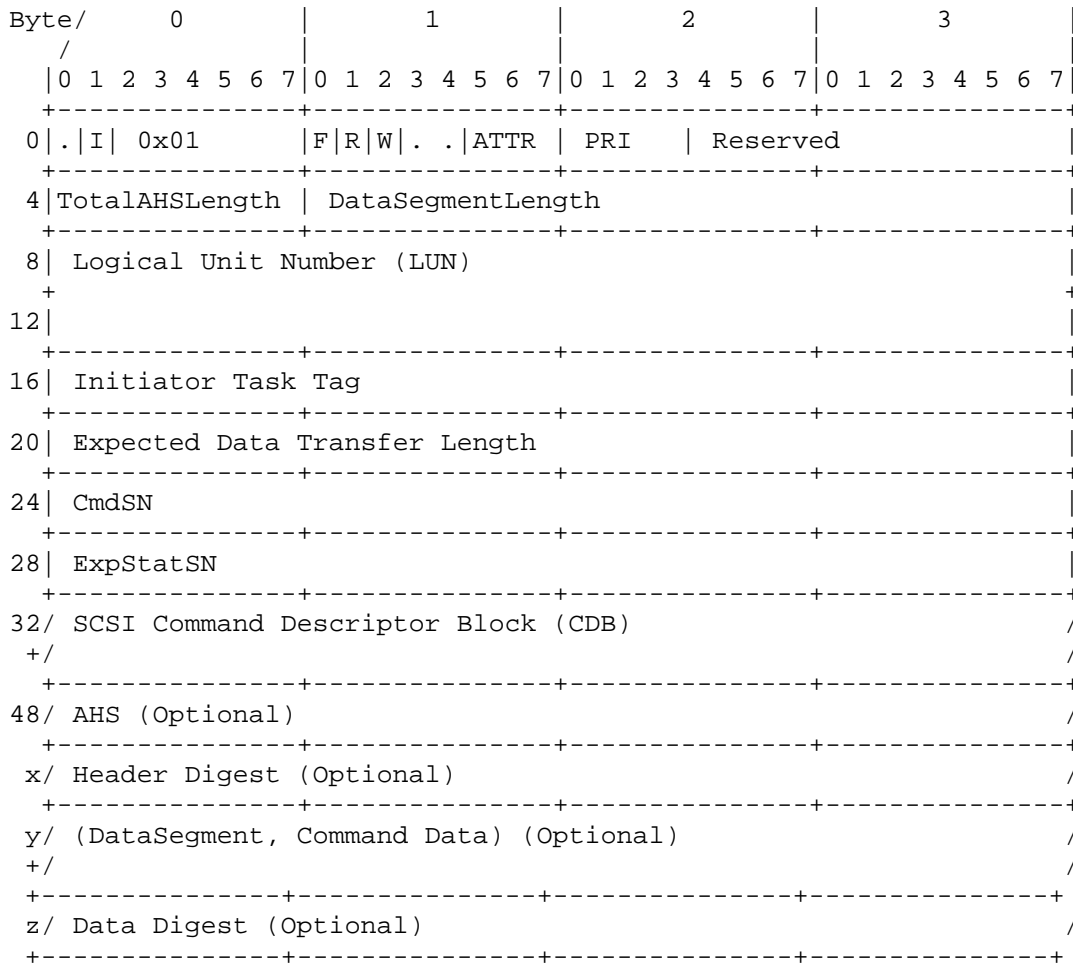 Byte/     0       |       1       |       2       |       3       |
   /              |               |               |               |
  |0 1 2 3 4 5 6 7|0 1 2 3 4 5 6 7|0 1 2 3 4 5 6 7|0 1 2 3 4 5 6 7|
  +---------------+---------------+---------------+---------------+
 0|.|I| 0x01      |F|R|W|. .|ATTR | PRI   | Reserved              |
  +---------------+---------------+---------------+---------------+
 4|TotalAHSLength | DataSegmentLength                             |
  +---------------+---------------+---------------+---------------+
 8| Logical Unit Number (LUN)                                     |
  +                                                               +
12|                                                               |
  +---------------+---------------+---------------+---------------+
16| Initiator Task Tag                                            |
  +---------------+---------------+---------------+---------------+
20| Expected Data Transfer Length                                 |
  +---------------+---------------+---------------+---------------+
24| CmdSN                                                         |
  +---------------+---------------+---------------+---------------+
28| ExpStatSN                                                     |
  +---------------+---------------+---------------+---------------+
32/ SCSI Command Descriptor Block (CDB)                           /
 +/                                                               /
  +---------------+---------------+---------------+---------------+
48/ AHS (Optional)                                                /
  +---------------+---------------+---------------+---------------+
 x/ Header Digest (Optional)                                      /
  +---------------+---------------+---------------+---------------+
 y/ (DataSegment, Command Data) (Optional)                        /
 +/                                                               /
 +---------------+---------------+---------------+---------------+
 z/ Data Digest (Optional)                                        /
 +---------------+---------------+---------------+---------------+